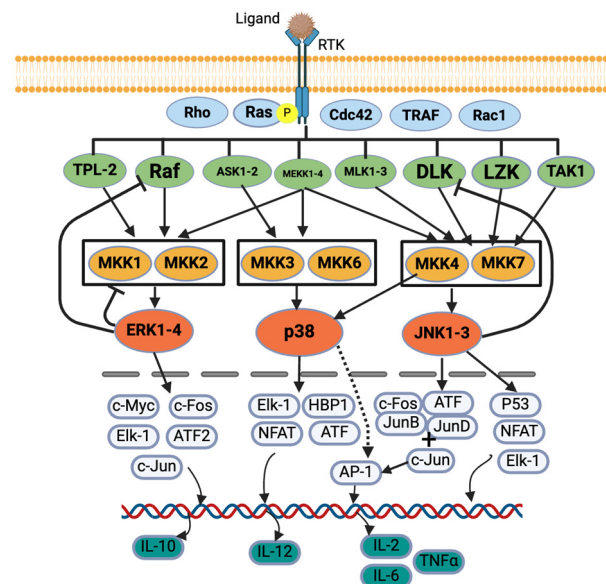 Ligand
RTK
Rho
Ras
P
Cdc42
TRAF
Rac1
TPL-2
Raf
ASK1-2
MEKK1-4
MLK1-3
DLK
LZK
TAK1
MKK1
MKK2
MKK3
MKK6
MKK4
MKK7
ERK1-4
p38
JNK1-3
c-Myc
c-Fos
Elk-1
ATF2
c-Jun
Elk-1
HBP1
NFAT
ATF
c-Fos
ATF
JunB
JunD
+
c-Jun
AP-1
P53
NFAT
Elk-1
IL-10
IL-12
IL-2
IL-6
TNFα